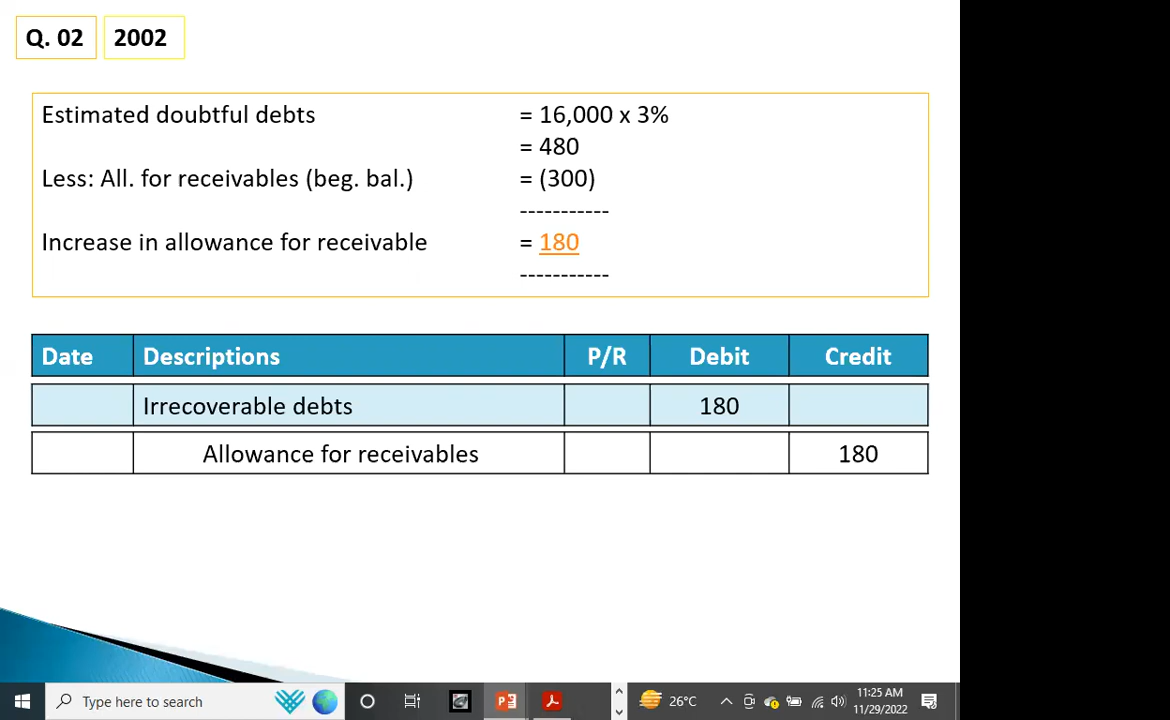 Q. 02 2002
Estimated doubtful debts = 16,000 x 3%
= 480
Less: All. for receivables (beg. bal.) = (300)
-----------
Increase in allowance for receivable = 180
-----------
Date Descriptions P/R Debit Credit
Irrecoverable debts 180
Allowance for receivables 180
Type here to search 26°C 11:25 AM
11/29/2022